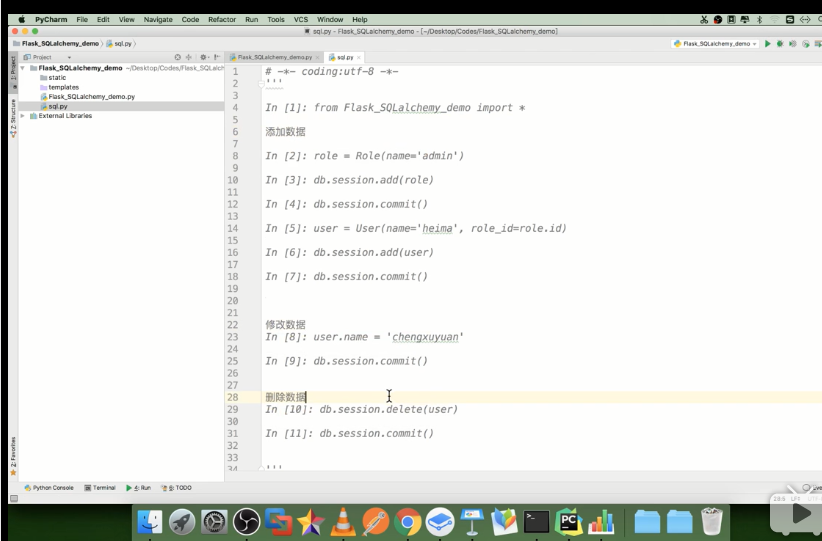 PyCharm File Edit View Navigate Code Refactor Run Tools VCS Window Help
sql.py - Flask_SQLalchemy_demo - [~/Desktop/Codes/Flask_SQLalchemy_demo]
Flask_SQLalchemy_demo sql.py
Flask_SQLalchemy_demo
Project
Flask_SQLalchemy_demo.py sql.py
Flask_SQLalchemy_demo ~/Desktop/Codes/Flask_SQLalch
static
templates
Flask_SQLalchemy_demo.py
sql.py
External Libraries
1: Project
Z: Structure
2: Favorites
1 # -*- coding:utf-8 -*-
2 '''
3
4 In [1]: from Flask_SQLalchemy_demo import *
5
6 添加数据
7
8 In [2]: role = Role(name='admin')
9
10 In [3]: db.session.add(role)
11
12 In [4]: db.session.commit()
13
14 In [5]: user = User(name='heima', role_id=role.id)
15
16 In [6]: db.session.add(user)
17
18 In [7]: db.session.commit()
19
20
21
22 修改数据
23 In [8]: user.name = 'chengxuyuan'
24
25 In [9]: db.session.commit()
26
27
28 删除数据
29 In [10]: db.session.delete(user)
30
31 In [11]: db.session.commit()
32
33
34 '''
Python Console Terminal 4: Run 6: TODO
28:5 LF÷ UTF
PC